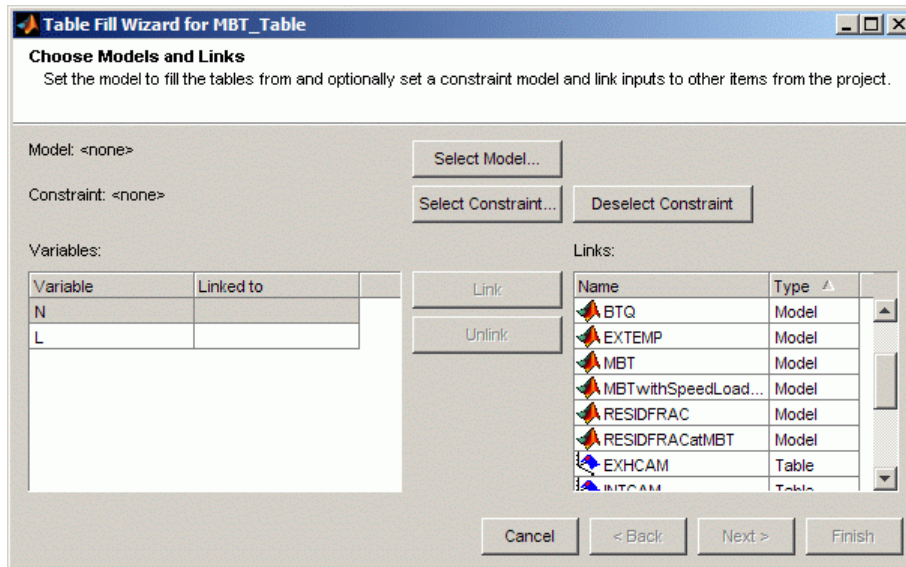 Table Fill Wizard for MBT_Table
Choose Models and Links
Set the model to fill the tables from and optionally set a constraint model and link inputs to other items from the project.
Model: <none>
Select Model...
Constraint: <none>
Select Constraint...
Deselect Constraint
Variables:
Links:
Variable Linked to
Link
Name Type
N
BTQ Model
L
Unlink
EXTEMP Model
MBT Model
MBTwithSpeedLoad... Model
RESIDFRAC Model
RESIDFRACatMBT Model
EXHCAM Table
INTCAM Table
Cancel
< Back
Next >
Finish